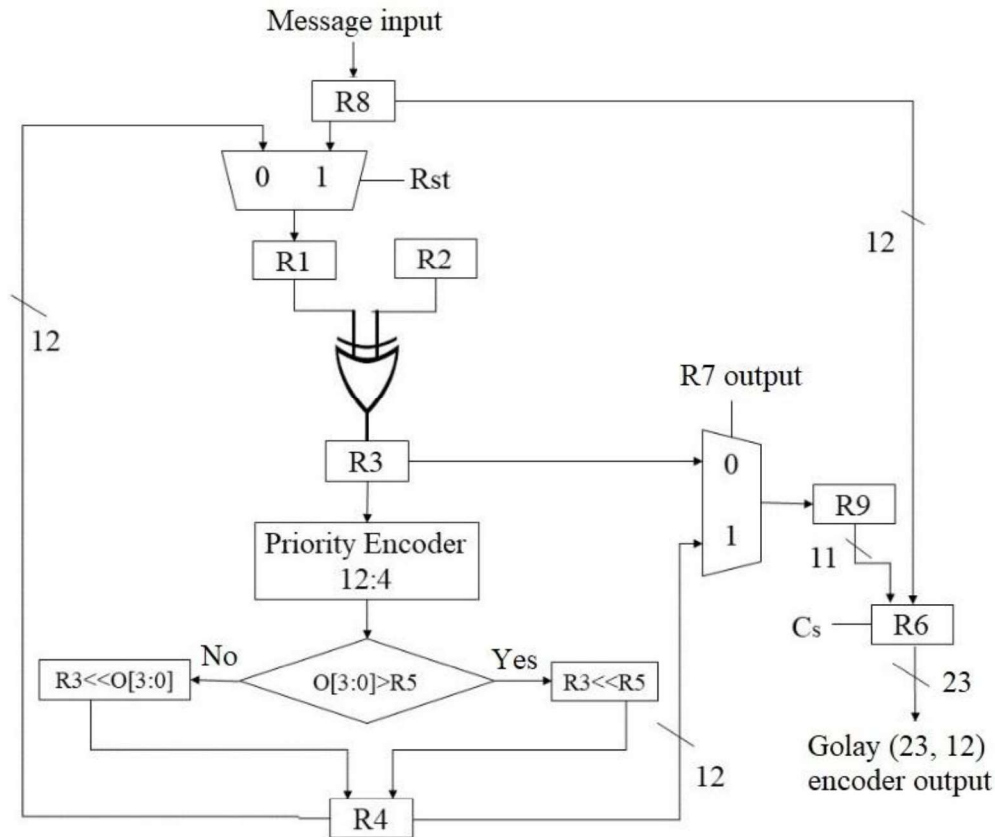 Message input
R8
0 1
Rst
R1
R2
12
12
R7 output
R3
0
R9
Priority Encoder
12:4
1
11
Cs
R6
No
Yes
R3<<O[3:0]
O[3:0]>R5
R3<<R5
23
12
Golay (23, 12)
encoder output
R4